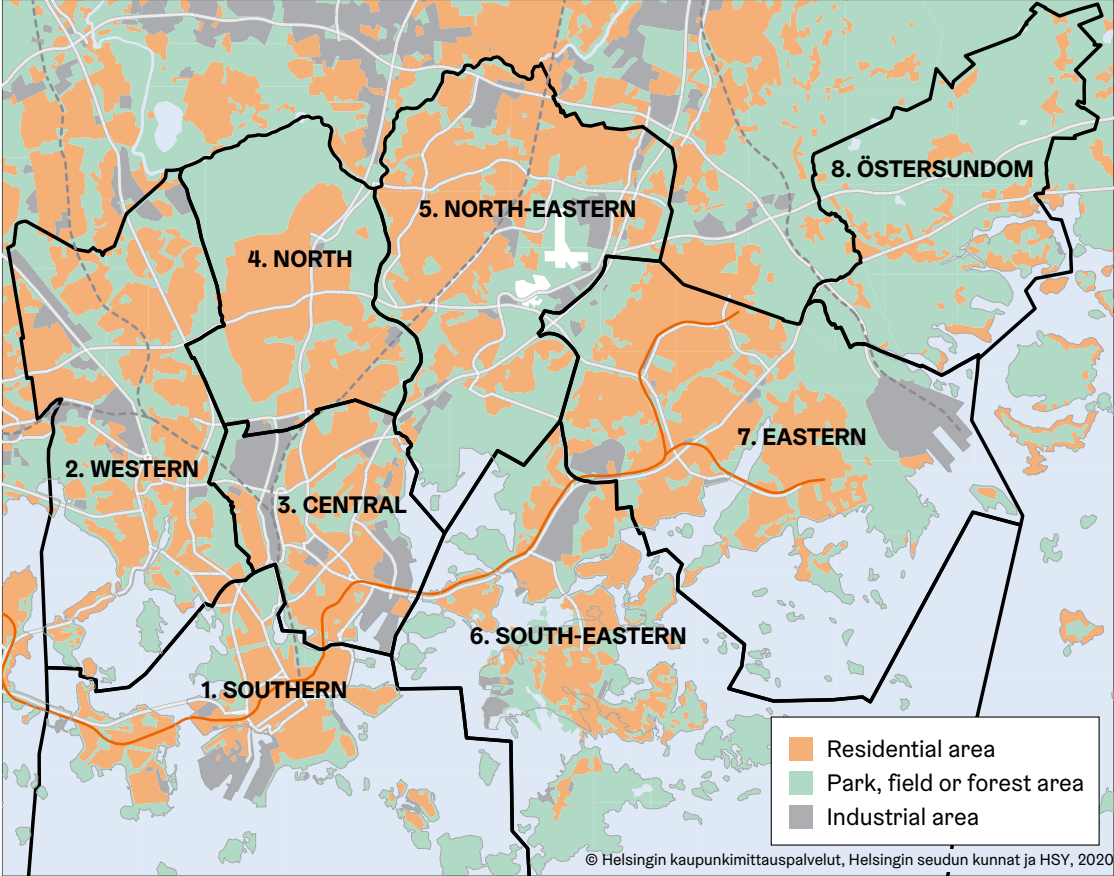 8. ÖSTERSUNDOM
5. NORTH-EASTERN
4. NORTH
7. EASTERN
2. WESTERN
3. CENTRAL
6. SOUTH-EASTERN
1. SOUTHERN
Residential area
Park, field or forest area
Industrial area
© Helsingin kaupunkimittauspalvelut, Helsingin seudun kunnat ja HSY, 2020